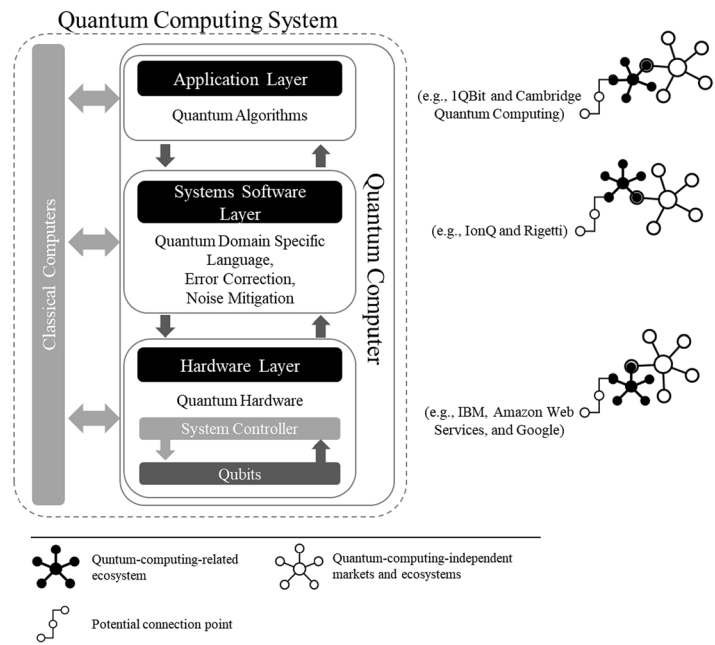 Quantum Computing System
Classical Computers
Quantum Computer
Application Layer
Quantum Algorithms
Systems Software
Layer
Quantum Domain Specific
Language,
Error Correction,
Noise Mitigation
Hardware Layer
Quantum Hardware
System Controller
Qubits
(e.g., 1QBit and Cambridge
Quantum Computing)
(e.g., IonQ and Rigetti)
(e.g., IBM, Amazon Web
Services, and Google)
Quntum-computing-related
ecosystem
Quantum-computing-independent
markets and ecosystems
Potential connection point